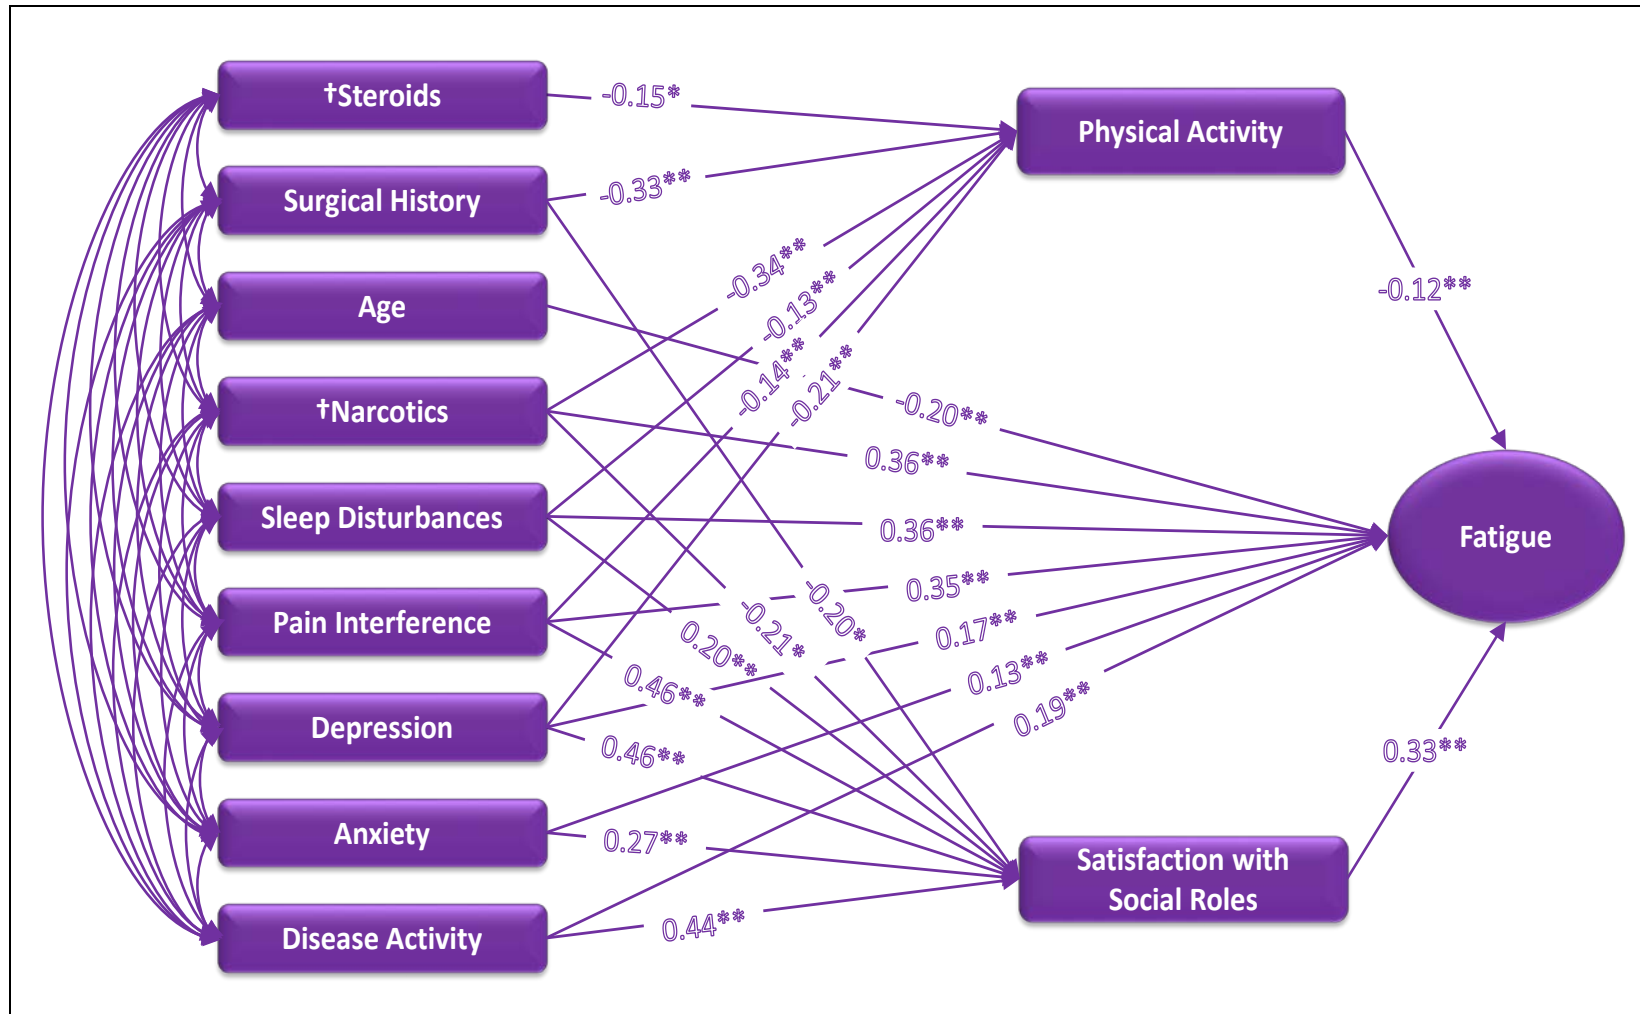 †Steroids
Surgical History
Age
†Narcotics
Sleep Disturbances
Pain Interference
Depression
Anxiety
Disease Activity
-0.15*
-0.33**
-0.34**
-0.13**
-0.14**
-0.21**
-0.20**
0.36**
0.36**
0.35**
0.17**
0.13**
0.19**
-0.20*
-0.21*
0.20**
0.46**
0.46**
0.27**
0.44**
Physical Activity
Satisfaction with
Social Roles
-0.12**
0.33**
Fatigue